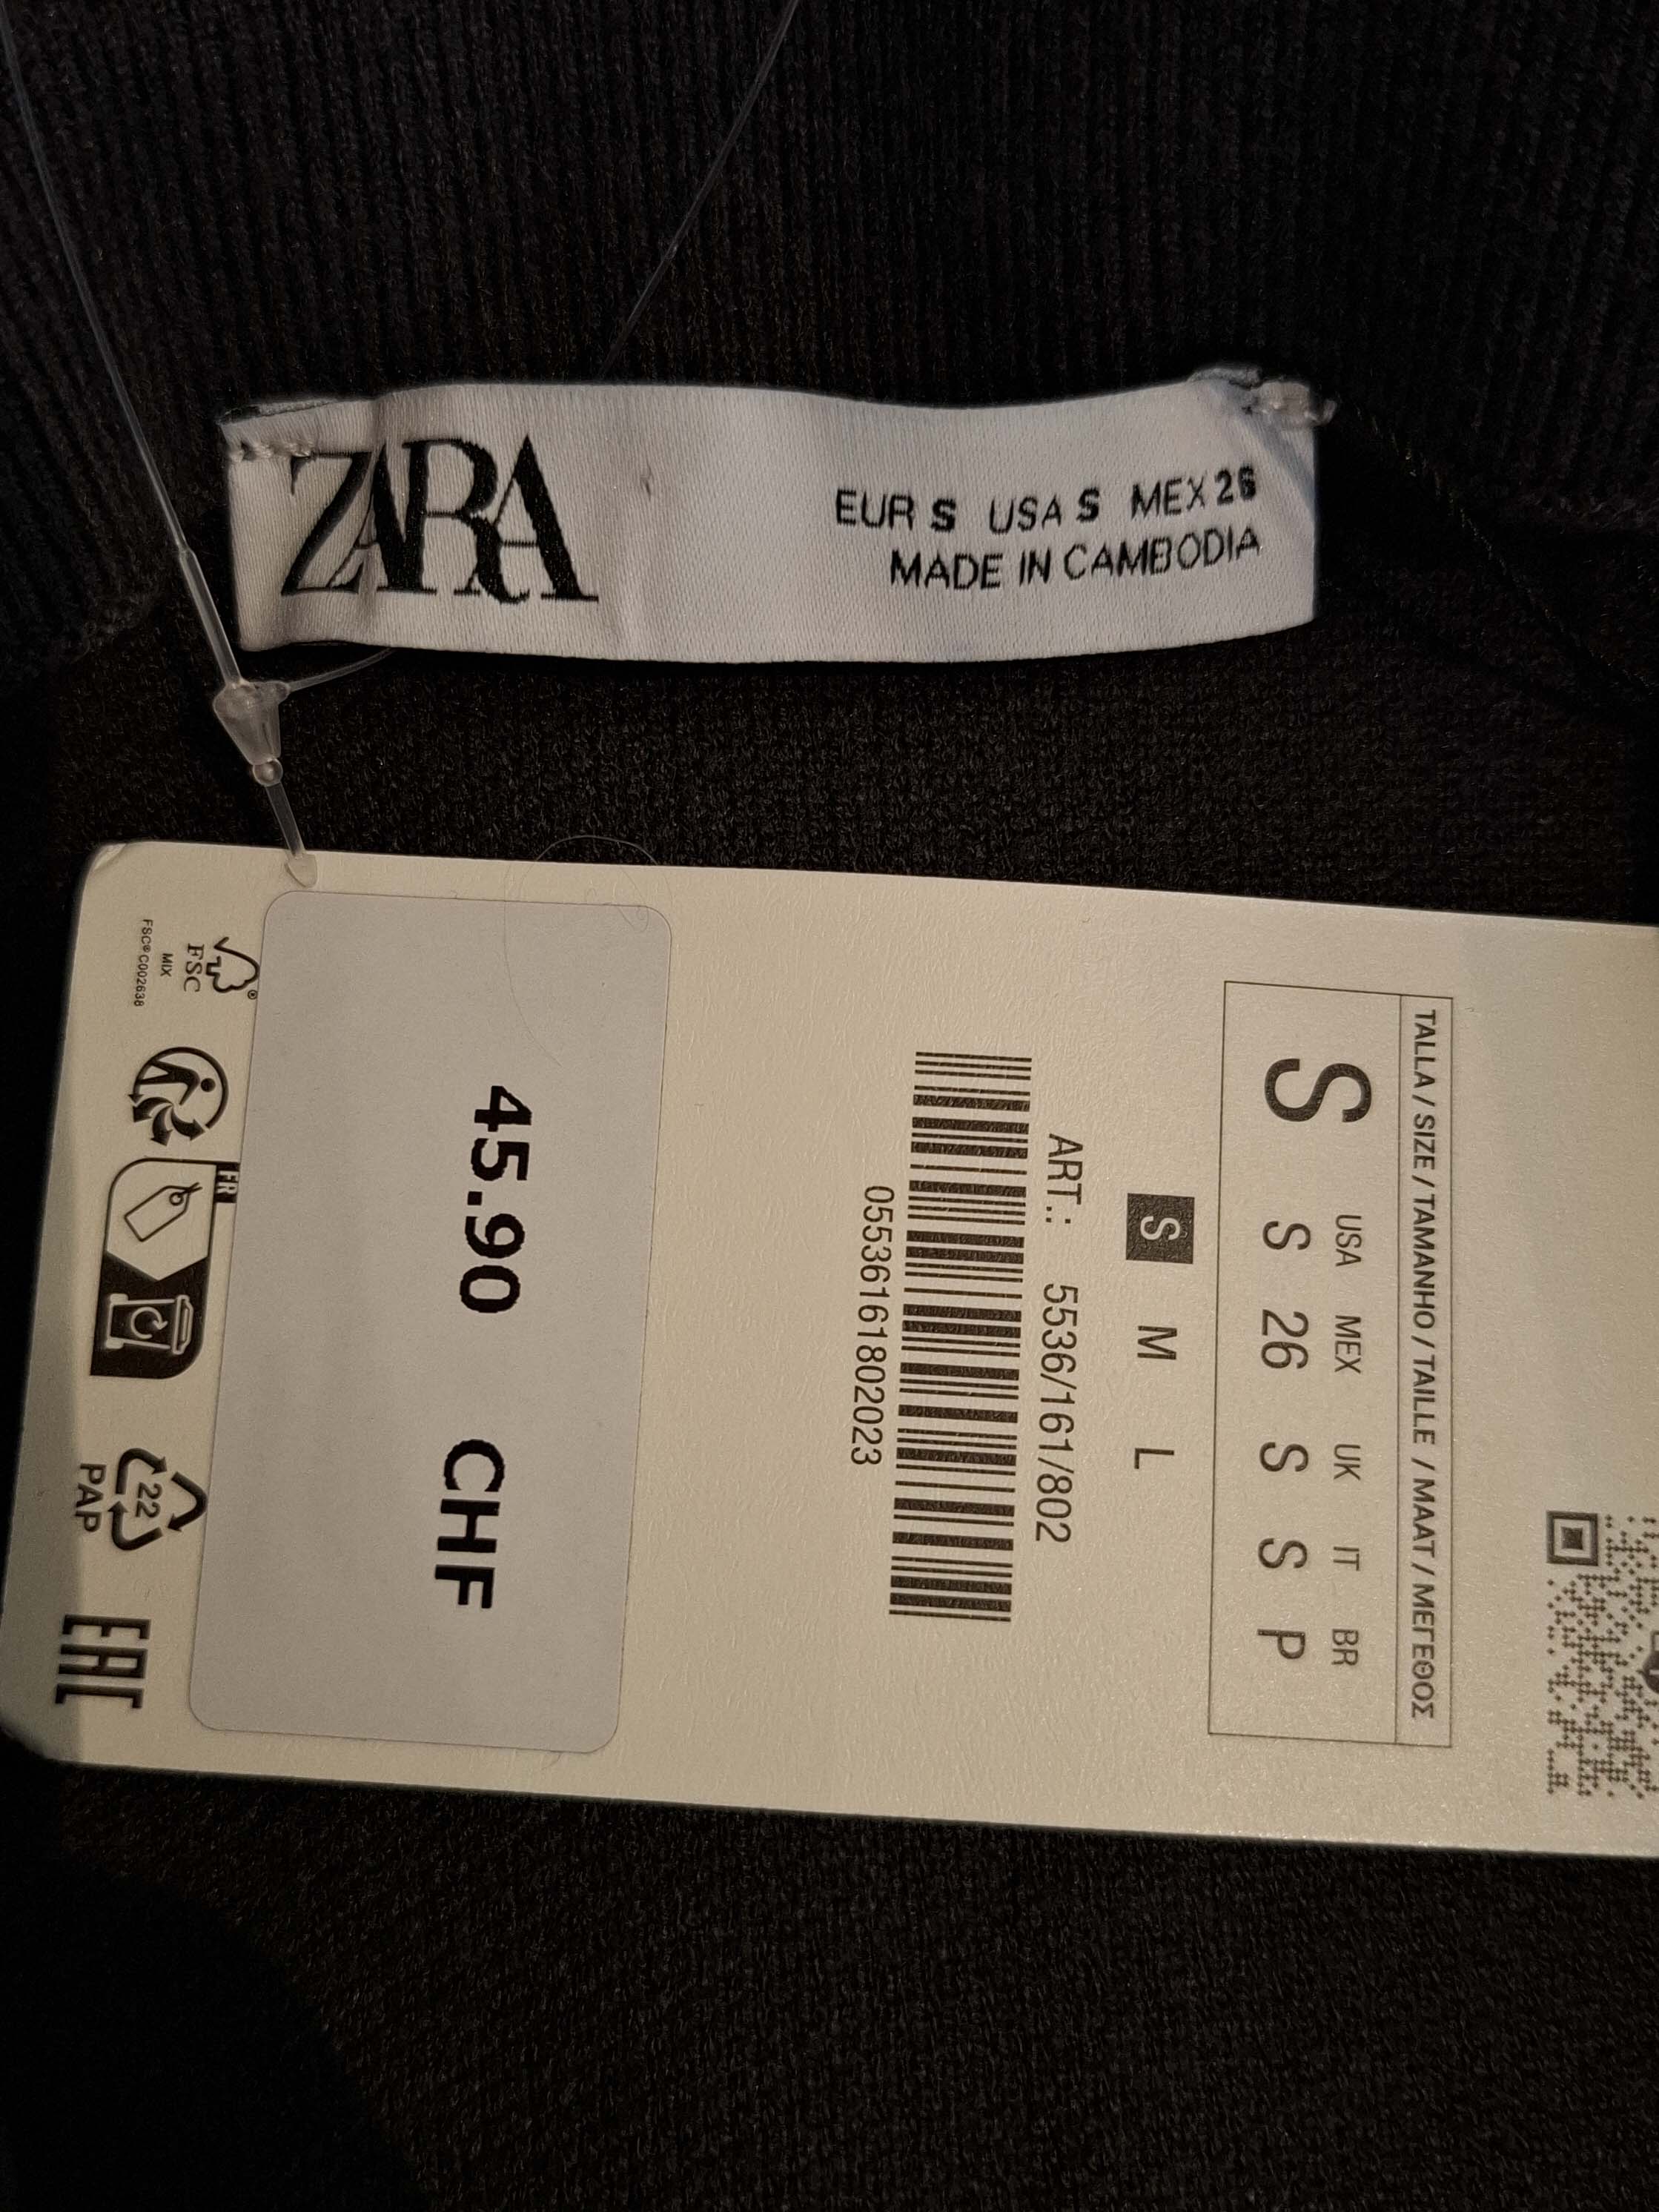 ZARA
EUR S USA S MEX 26
MADE IN CAMBODIA
TALLA / SIZE / TAMANHO / TAILLE / MAAT / ΜΕΓΕΘΟΣ
USA MEX UK IT BR
S S 26 S S P
S M L
ART.: 5536/161/802
05536161802023
45.90 CHF
FSC
MIX
FSC® C002638
FR
22
PAP
EAC